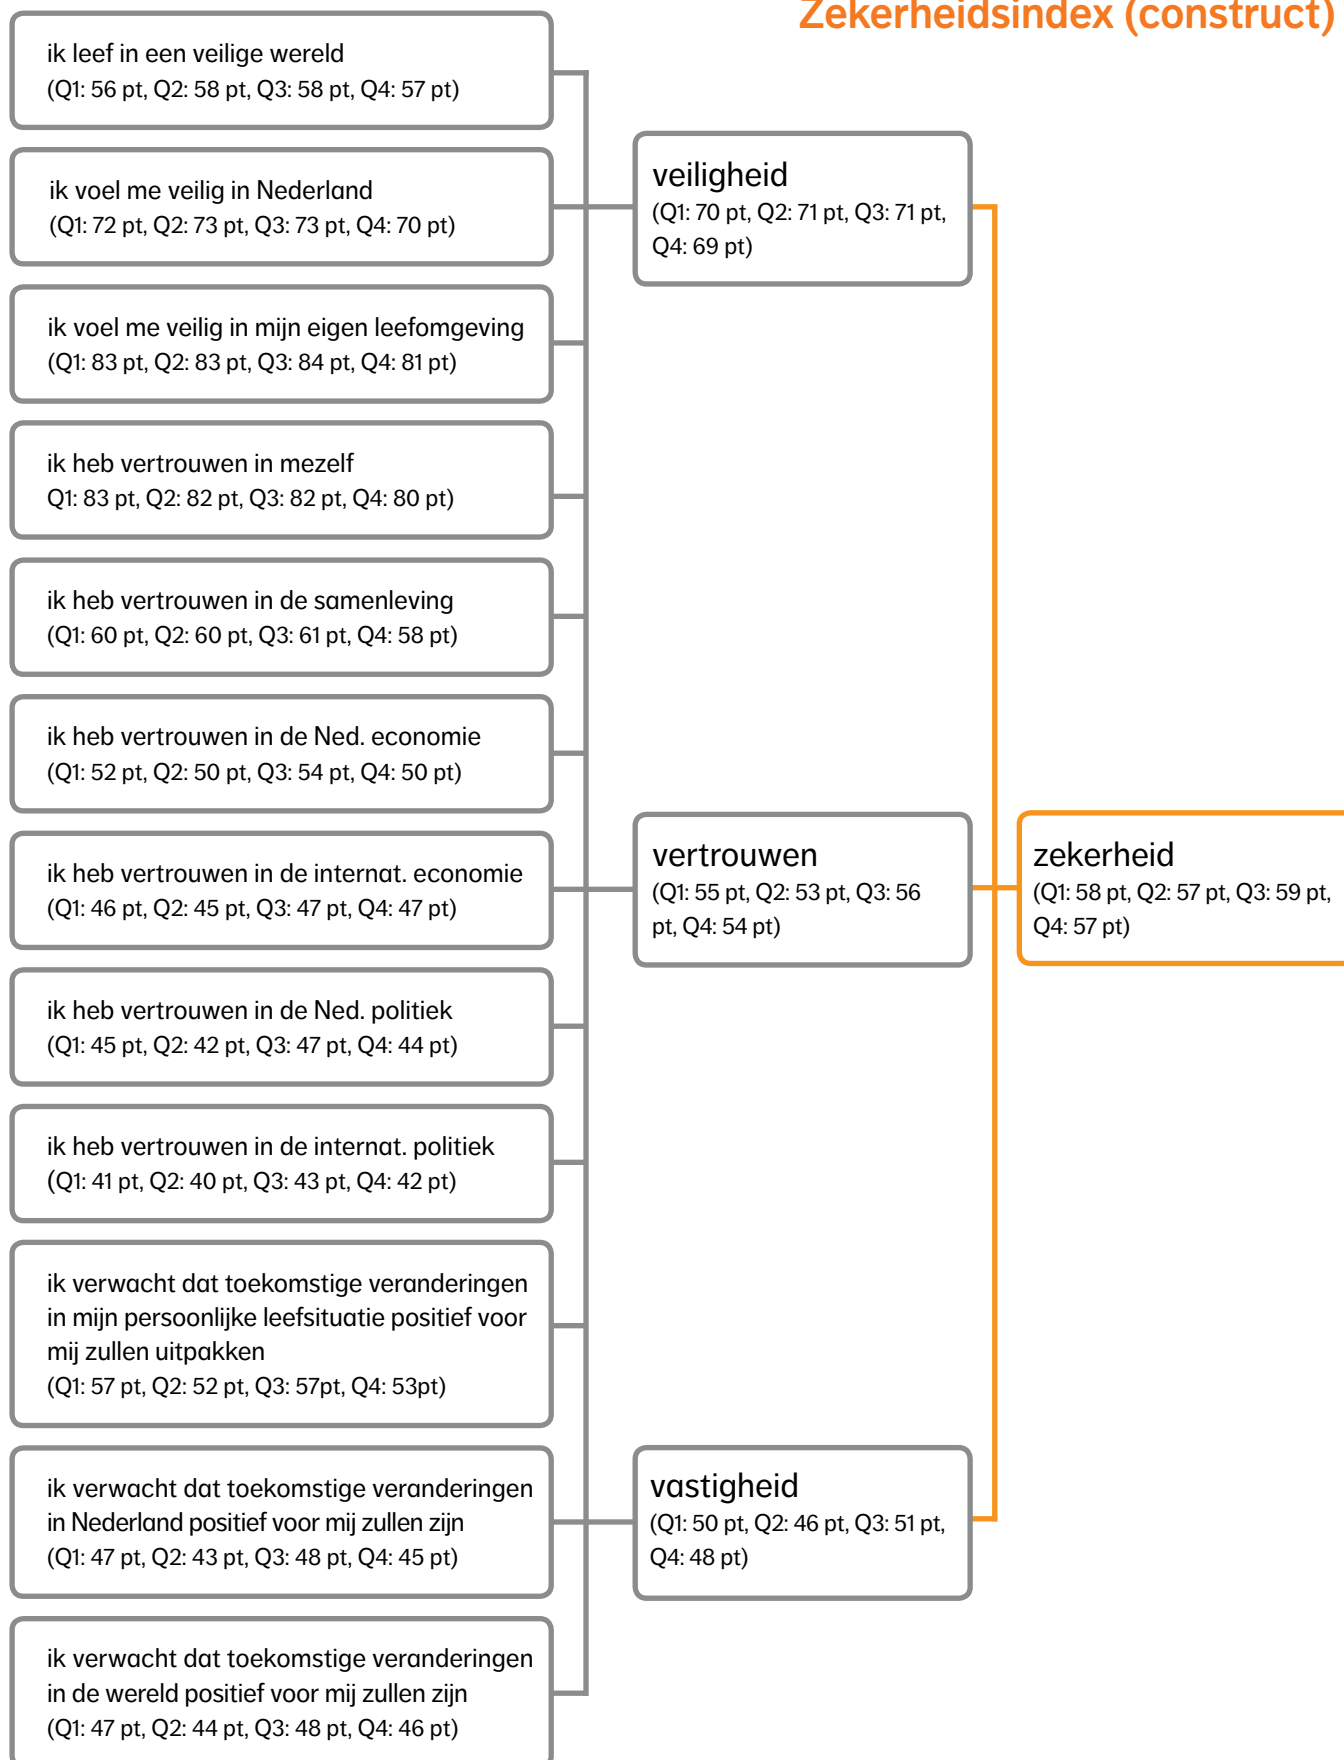 Zekerheidsindex (construct)
ik leef in een veilige wereld
(Q1: 56 pt, Q2: 58 pt, Q3: 58 pt, Q4: 57 pt)
ik voel me veilig in Nederland
(Q1: 72 pt, Q2: 73 pt, Q3: 73 pt, Q4: 70 pt)
ik voel me veilig in mijn eigen leefomgeving
(Q1: 83 pt, Q2: 83 pt, Q3: 84 pt, Q4: 81 pt)
ik heb vertrouwen in mezelf
Q1: 83 pt, Q2: 82 pt, Q3: 82 pt, Q4: 80 pt)
ik heb vertrouwen in de samenleving
(Q1: 60 pt, Q2: 60 pt, Q3: 61 pt, Q4: 58 pt)
ik heb vertrouwen in de Ned. economie
(Q1: 52 pt, Q2: 50 pt, Q3: 54 pt, Q4: 50 pt)
ik heb vertrouwen in de internat. economie
(Q1: 46 pt, Q2: 45 pt, Q3: 47 pt, Q4: 47 pt)
ik heb vertrouwen in de Ned. politiek
(Q1: 45 pt, Q2: 42 pt, Q3: 47 pt, Q4: 44 pt)
ik heb vertrouwen in de internat. politiek
(Q1: 41 pt, Q2: 40 pt, Q3: 43 pt, Q4: 42 pt)
ik verwacht dat toekomstige veranderingen
in mijn persoonlijke leefsituatie positief voor
mij zullen uitpakken
(Q1: 57 pt, Q2: 52 pt, Q3: 57pt, Q4: 53pt)
ik verwacht dat toekomstige veranderingen
in Nederland positief voor mij zullen zijn
(Q1: 47 pt, Q2: 43 pt, Q3: 48 pt, Q4: 45 pt)
ik verwacht dat toekomstige veranderingen
in de wereld positief voor mij zullen zijn
(Q1: 47 pt, Q2: 44 pt, Q3: 48 pt, Q4: 46 pt)
veiligheid
(Q1: 70 pt, Q2: 71 pt, Q3: 71 pt,
Q4: 69 pt)
vertrouwen
(Q1: 55 pt, Q2: 53 pt, Q3: 56
pt, Q4: 54 pt)
vastigheid
(Q1: 50 pt, Q2: 46 pt, Q3: 51 pt,
Q4: 48 pt)
zekerheid
(Q1: 58 pt, Q2: 57 pt, Q3: 59 pt,
Q4: 57 pt)